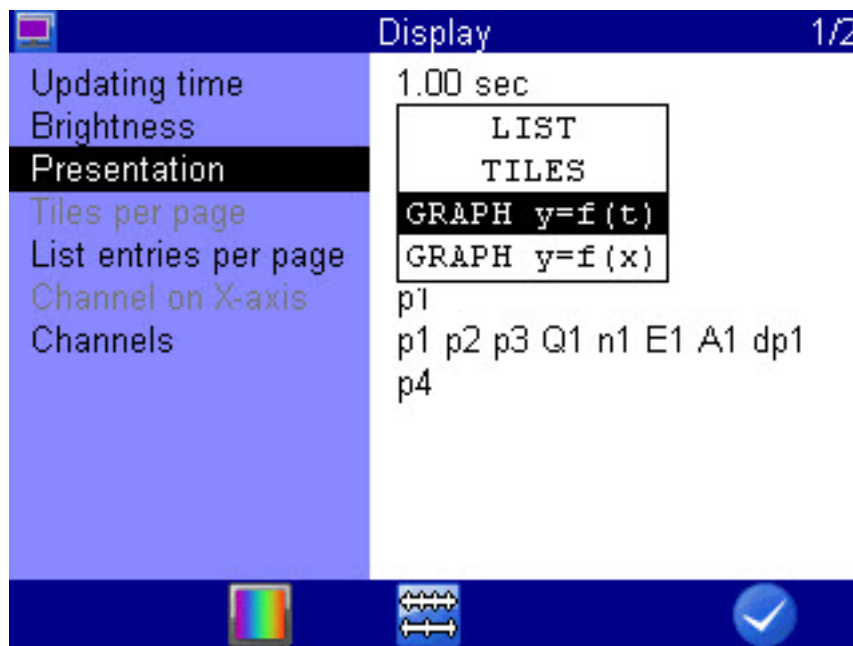 Display 1/2
Updating time 1.00 sec
Brightness LIST
Presentation TILES
Tiles per page GRAPH y=f(t)
List entries per page GRAPH y=f(x)
Channel on X-axis p1
Channels p1 p2 p3 Q1 n1 E1 A1 dp1
p4